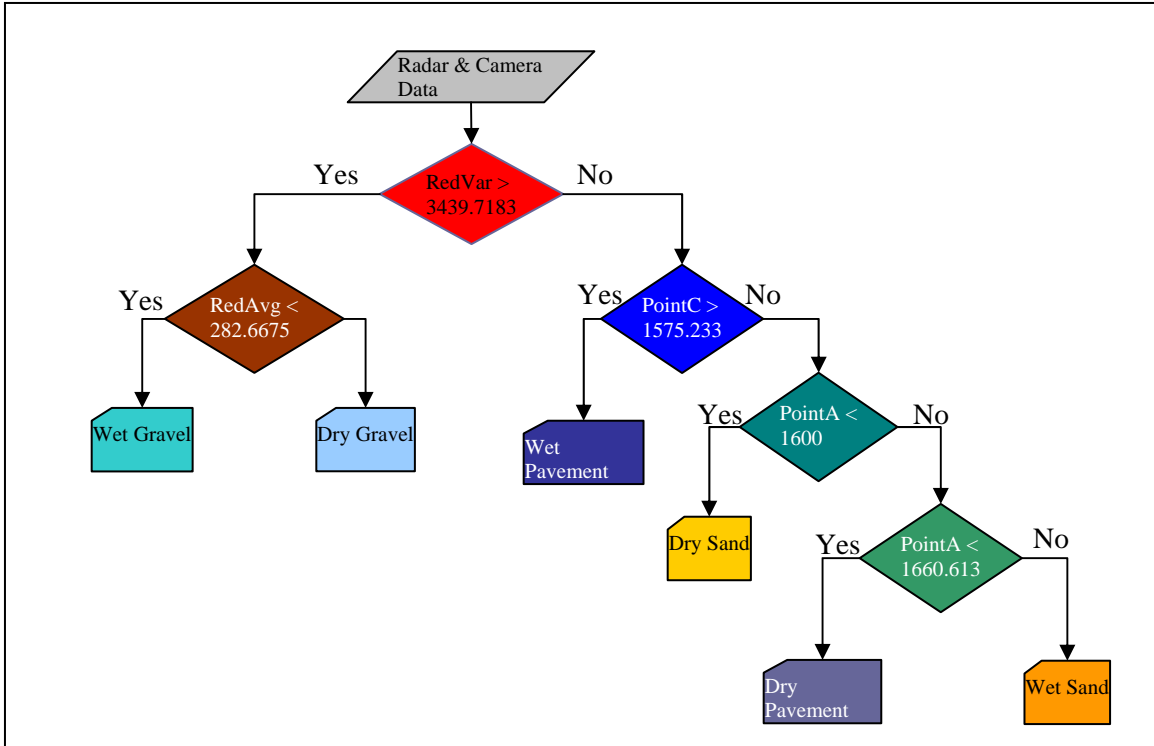 Radar & Camera
Data
Yes
No
RedVar >
3439.7183
Yes
RedAvg <
282.6675
Yes
PointC >
1575.233
No
Wet Gravel
Dry Gravel
Wet
Pavement
Yes
PointA <
1600
No
Dry Sand
Yes
PointA <
1660.613
No
Dry
Pavement
Wet Sand